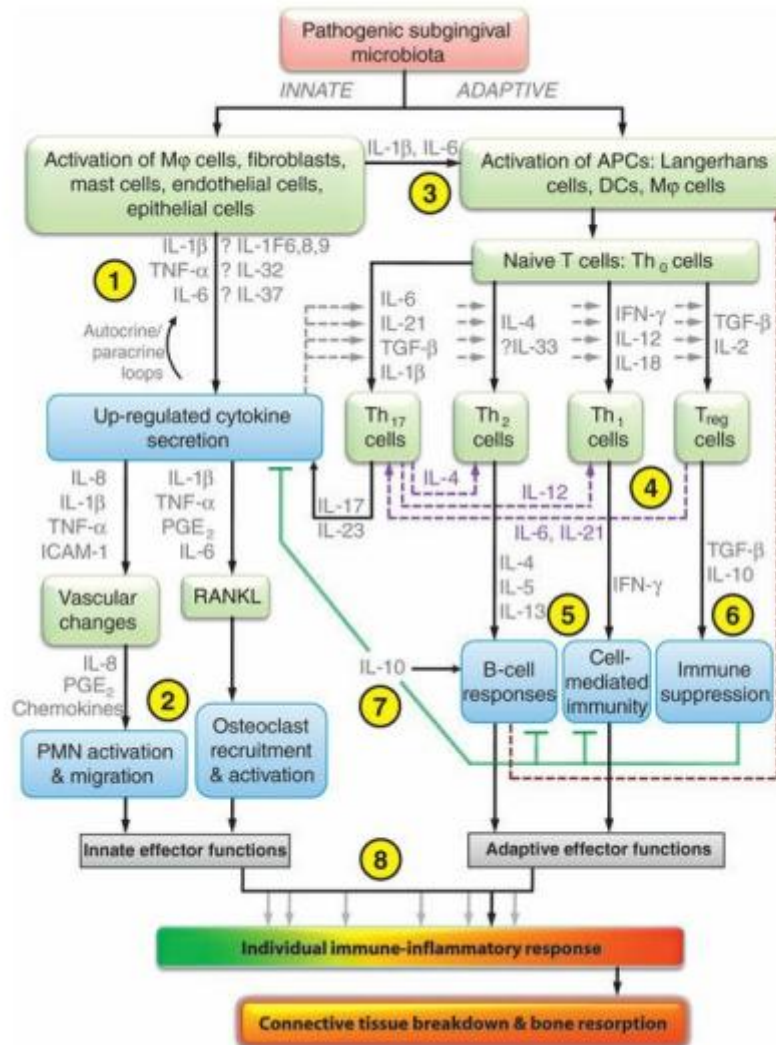 Pathogenic subgingival
microbiota
INNATE
ADAPTIVE
Activation of Mφ cells, fibroblasts,
mast cells, endothelial cells,
epithelial cells
IL-1β, IL-6
3
Activation of APCs: Langerhans
cells, DCs, Mφ cells
1
IL-1β ? IL-1F6,8,9
TNF-α ? IL-32
IL-6 ? IL-37
Autocrine/
paracrine
loops
Naive T cells: Th0 cells
IL-6
IL-21
TGF-β
IL-1β
IL-4
?IL-33
IFN-γ
IL-12
IL-18
TGF-β
IL-2
Up-regulated cytokine
secretion
Th17
cells
Th2
cells
Th1
cells
Treg
cells
IL-4
IL-12
4
IL-6, IL-21
IL-17
IL-23
IL-8
IL-1β
TNF-α
ICAM-1
IL-1β
TNF-α
PGE2
IL-6
IL-4
IL-5
IL-13
5
IFN-γ
TGF-β
IL-10
6
Vascular
changes
RANKL
IL-8
PGE2
Chemokines
2
IL-10
7
B-cell
responses
Cell-
mediated
immunity
Immune
suppression
PMN activation
& migration
Osteoclast
recruitment
& activation
Innate effector functions
8
Adaptive effector functions
Individual immune-inflammatory response
Connective tissue breakdown & bone resorption